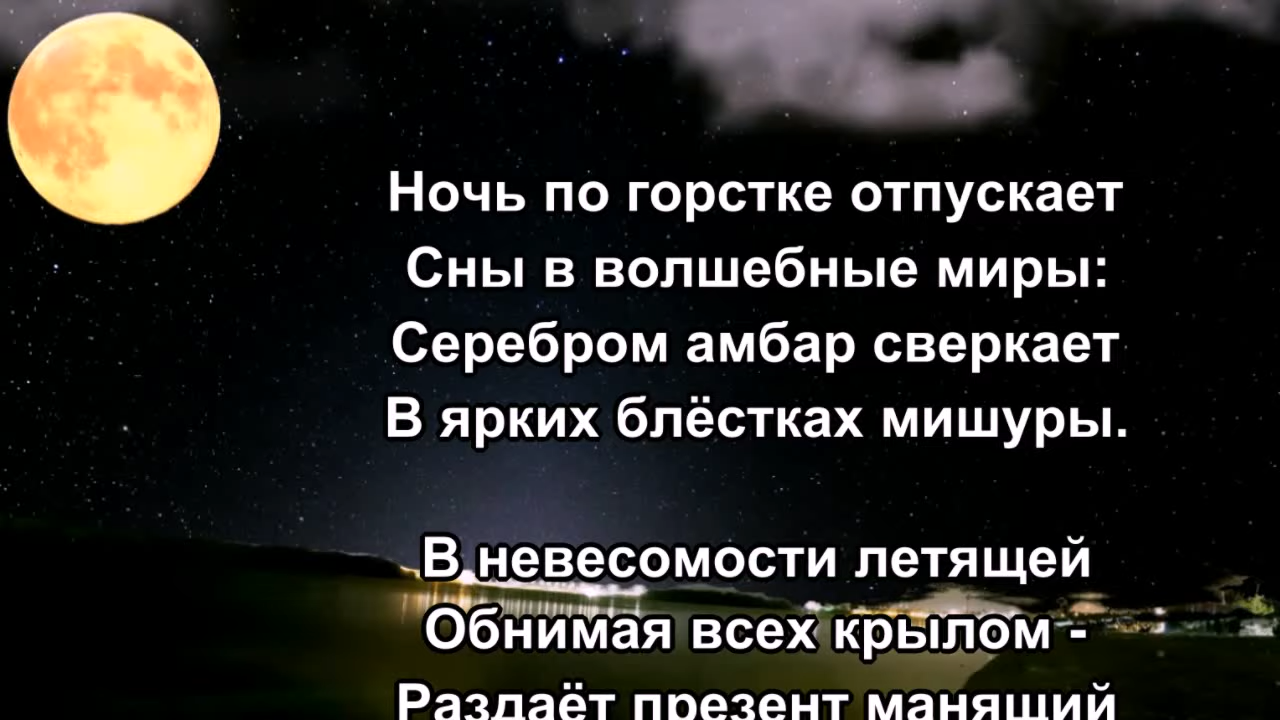 Ночь по горстке отпускает
Сны в волшебные миры:
Серебром амбар сверкает
В ярких блёстках мишуры.
В невесомости летящей
Обнимая всех крылом -
Раздаёт презент манящий